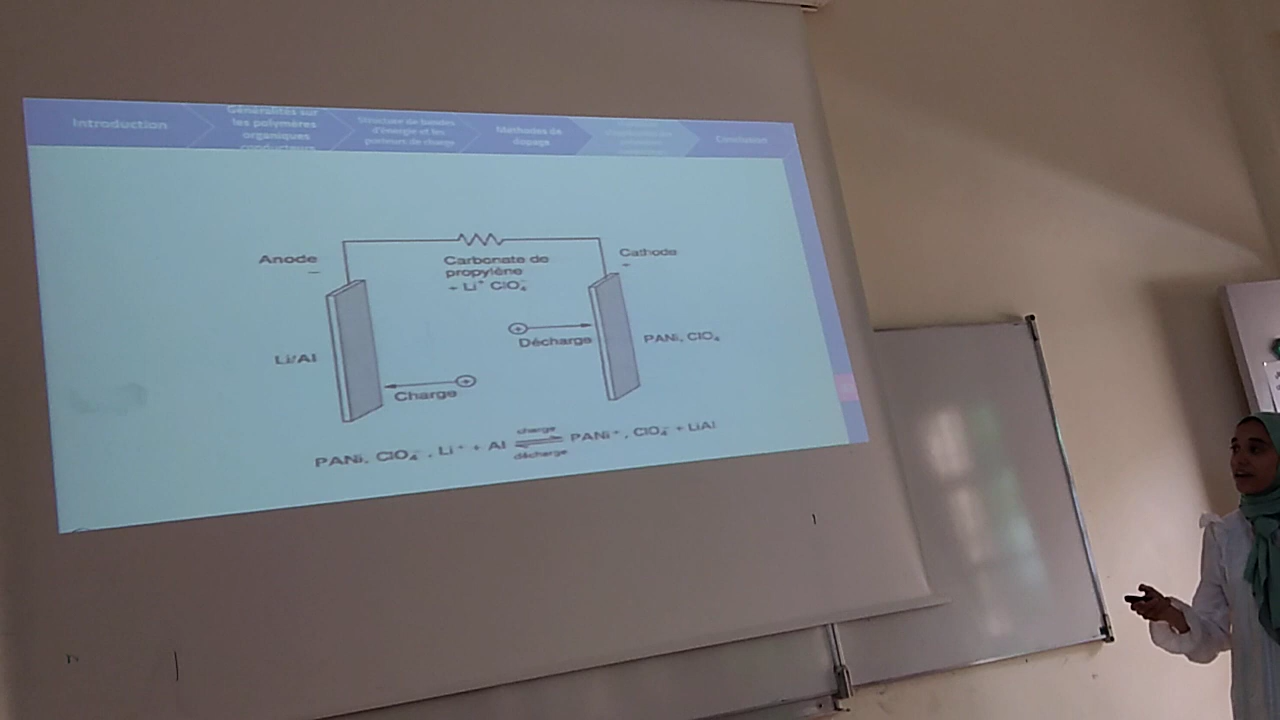 Introduction
Généralités sur
les polymères
organiques
conducteurs
Structure de bandes
d'énergie et les
porteurs de charge
Méthodes de
dopage
Conclusion
Anode
−
Carbonate de
propylène
- Li⁺ ClO₄⁻
Cathode
+
Décharge
Li/Al
PANi, ClO₄
Charge
PANi, ClO₄⁻, Li⁺ + Al
charge
décharge
PANi⁺, ClO₄⁻ + LiAl